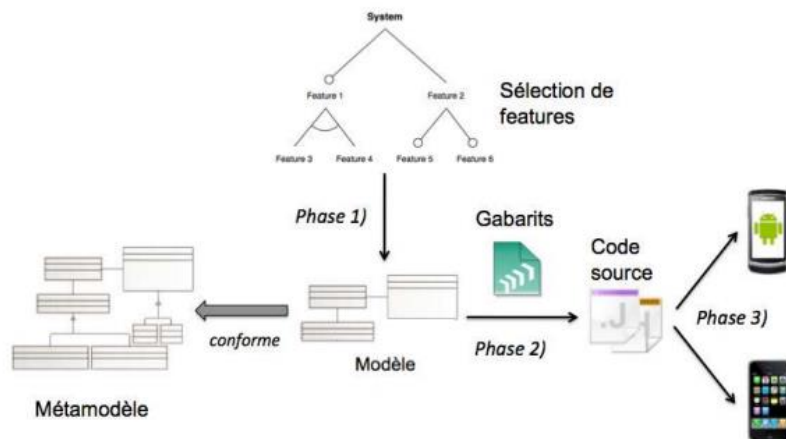 System
Feature 1
Feature 2
Sélection de
features
Feature 3
Feature 4
Feature 5
Feature 6
Phase 1)
Gabarits
Code
source
.J
Phase 3)
conforme
Phase 2)
Modèle
Métamodèle